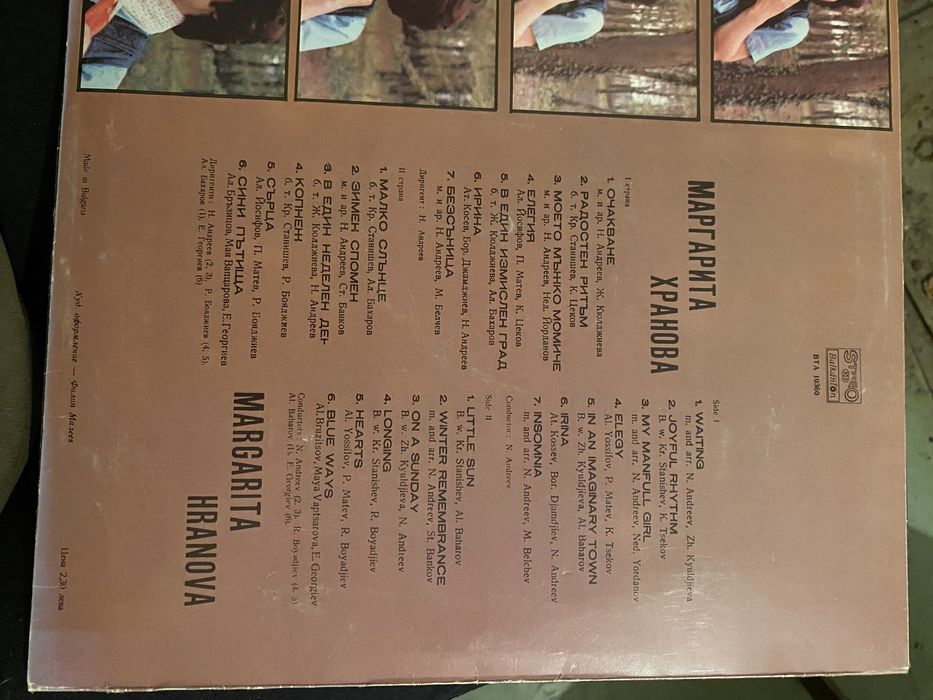 STEREO
Balkanton
ВТА 10360
МАРГАРИТА
ХРАНОВА
I страна
1. ОЧАКВАНЕ
м. и ар. Н. Андреев, Ж. Кюлджиева
2. РАДОСТЕН РИТЪМ
б. т. Кр. Станишев, К. Цеков
3. МОЕТО МЪНКО МОМИЧЕ
м. и ар. Н. Андреев, Нед. Йорданов
4. ЕЛЕГИЯ
Ал. Йосифов, П. Матев, К. Цеков
5. В ЕДИН ИЗМИСЛЕН ГРАД
б. т. Ж. Кюлджиева, Ал. Бахаров
6. ИРИНА
Ат. Косев, Бор. Джамджиев, Н. Андреев
7. БЕЗСЪНИЦА
м. и ар. Н. Андреев, М. Белчев
Диригент: Н. Андреев
II страна
1. МАЛКО СЛЪНЦЕ
б. т. Кр. Станишев, Ал. Бахаров
2. ЗИМЕН СПОМЕН
м. и ар. Н. Андреев, Ст. Банков
3. В ЕДИН НЕДЕЛЕН ДЕН
б. т. Ж. Кюлджиева, Н. Андреев
4. КОПНЕЖ
б. т. Кр. Станишев, Р. Бояджиев
5. СЪРЦА
Ал. Йосифов, П. Матев, Р. Бояджиев
6. СИНИ ПЪТИЩА
Ал. Бръзицов, Мая Вапцарова, Е. Георгиев
Диригенти: Н. Андреев (2, 3), Р. Бояджиев (4, 5),
Ал. Бахаров (1), Е. Георгиев (6)
Side I
1. WAITING
m. and arr. N. Andreev, Zh. Kyuldjieva
2. JOYFUL RHYTHM
B. w. Kr. Stanishev, K. Tsekov
3. MY MANFULL GIRL
m. and arr. N. Andreev, Ned. Yordanov
4. ELEGY
Al. Yossifov, P. Matev, K. Tsekov
5. IN AN IMAGINARY TOWN
B. w. Zh. Kyuldjieva, Al. Baharov
6. IRINA
At. Kossev, Bor. Djamdjiev, N. Andreev
7. INSOMNIA
m. and arr. N. Andreev, M. Belchev
Conductor: N. Andreev
Side II
1. LITTLE SUN
B. w. Kr. Stanishev, Al. Baharov
2. WINTER REMEMBRANCE
m. and arr. N. Andreev, St. Bankov
3. ON A SUNDAY
B. w. Zh. Kyuldjieva, N. Andreev
4. LONGING
B. w. Kr. Stanishev, R. Boyadjiev
5. HEARTS
Al. Yossifov, P. Matev, R. Boyadjiev
6. BLUE WAYS
Al. Bruzitsov, Maya Vaptsarova, E. Georgiev
Conductors: N. Andreev (2, 3), R. Boyadjiev (4, 5),
Al. Baharov (1), E. Georgiev (6).
MARGARITA
HRANOVA
Made in Bulgaria
Худ. оформление — Филип Малеев
Цена 2,30 лева